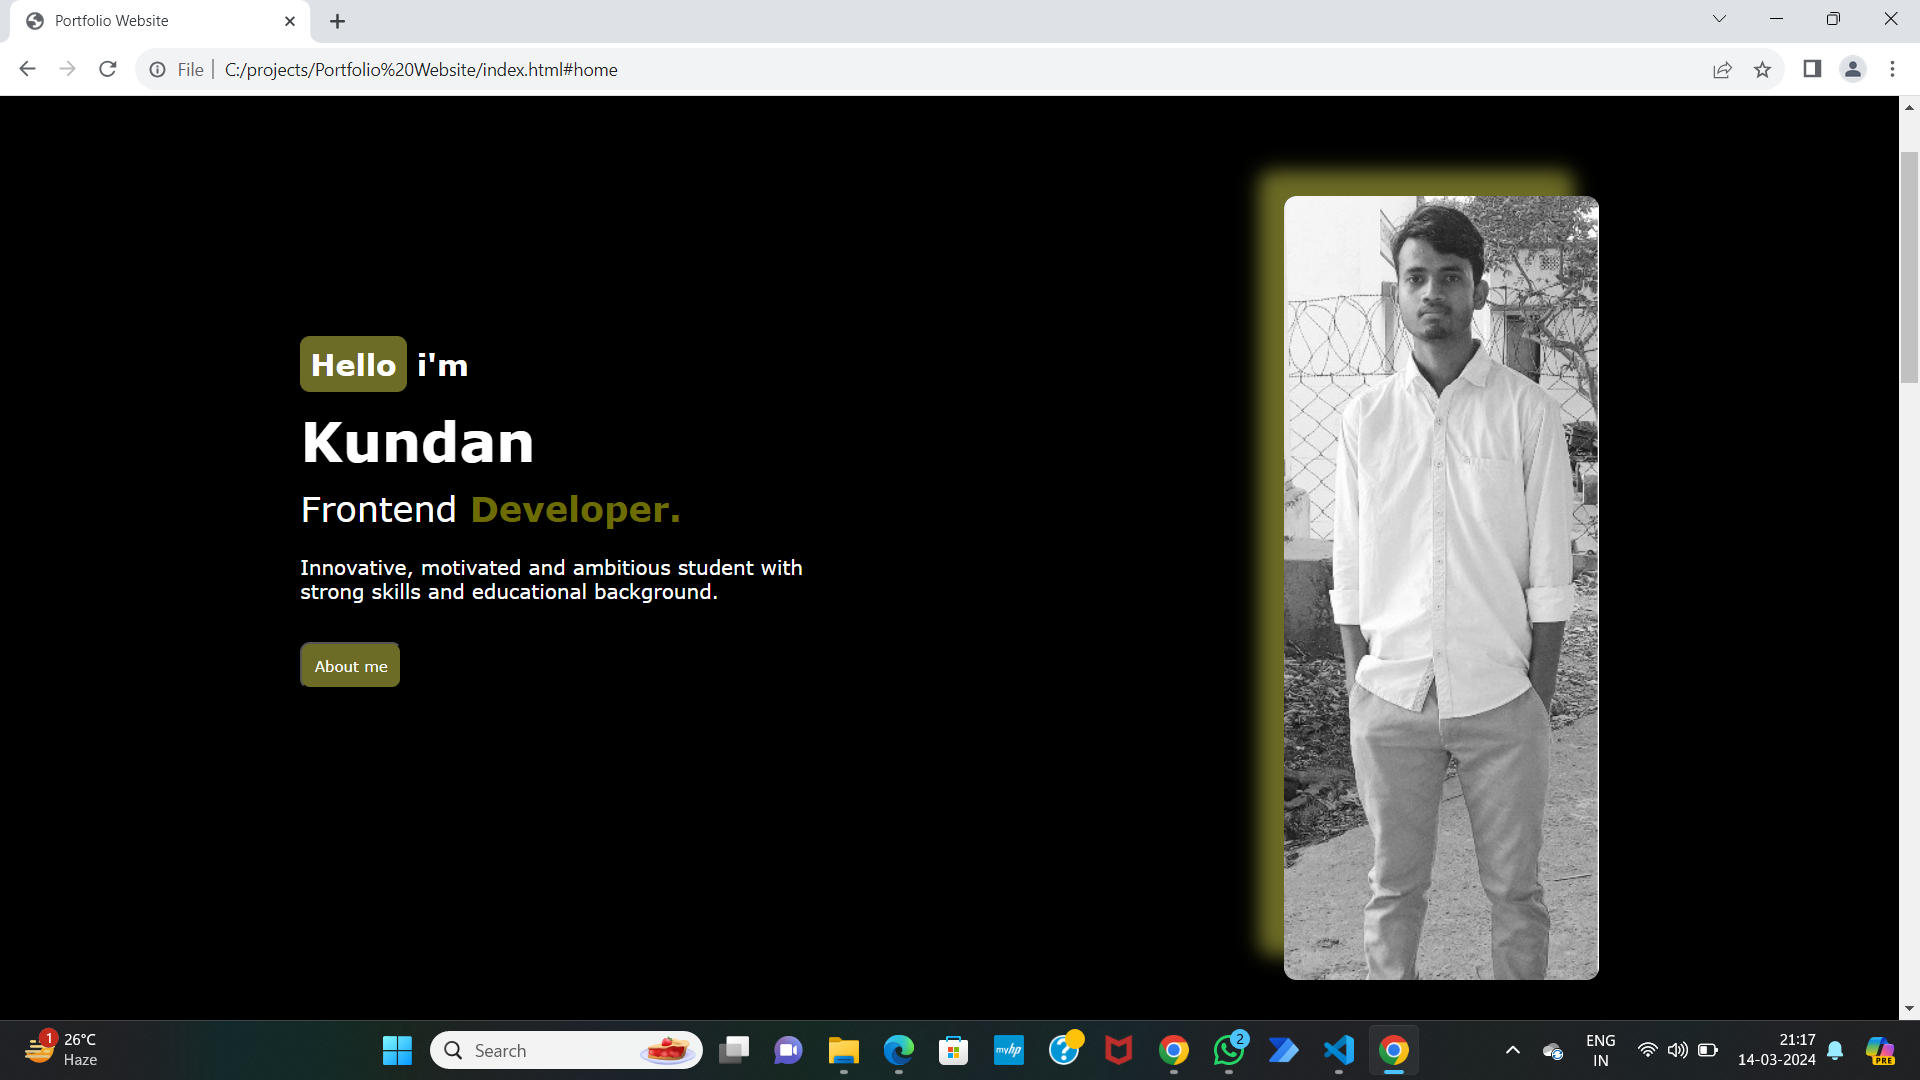 Portfolio Website
File
C:/projects/Portfolio%20Website/index.html#home
Hello i'm
Kundan
Frontend Developer.
Innovative, motivated and ambitious student with
strong skills and educational background.
About me
1
26°C
Haze
Search
myhp
2
ENG
IN
21:17
14-03-2024
PRE